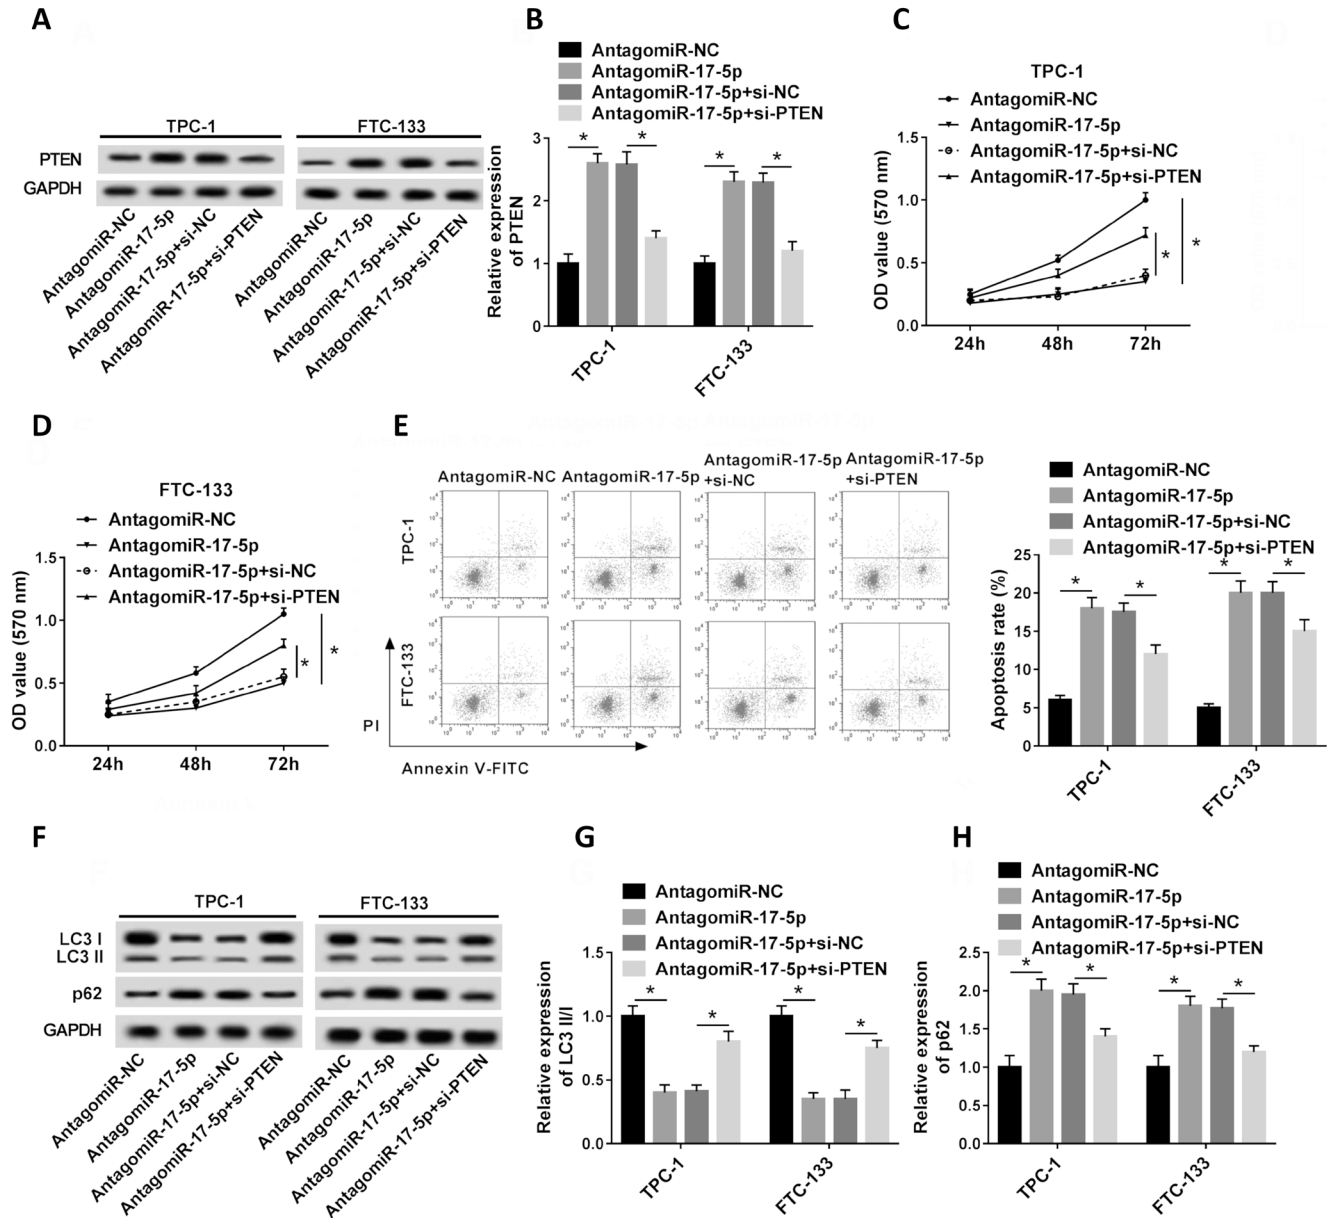 A
TPC-1
FTC-133
PTEN
GAPDH
AntagomiR-NC
AntagomiR-17-5p
AntagomiR-17-5p+si-NC
AntagomiR-17-5p+si-PTEN
AntagomiR-NC
AntagomiR-17-5p
AntagomiR-17-5p+si-NC
AntagomiR-17-5p+si-PTEN
B
AntagomiR-NC
AntagomiR-17-5p
AntagomiR-17-5p+si-NC
AntagomiR-17-5p+si-PTEN
Relative expression
of PTEN
3
2
1
0
* * * *
TPC-1
FTC-133
C
TPC-1
AntagomiR-NC
AntagomiR-17-5p
AntagomiR-17-5p+si-NC
AntagomiR-17-5p+si-PTEN
OD value (570 nm)
1.5
1.0
0.5
0.0
* *
24h 48h 72h
D
FTC-133
AntagomiR-NC
AntagomiR-17-5p
AntagomiR-17-5p+si-NC
AntagomiR-17-5p+si-PTEN
OD value (570 nm)
1.5
1.0
0.5
0.0
* *
24h 48h 72h
E
AntagomiR-NC
AntagomiR-17-5p
AntagomiR-17-5p
+si-NC
AntagomiR-17-5p
+si-PTEN
TPC-1
FTC-133
PI
Annexin V-FITC
AntagomiR-NC
AntagomiR-17-5p
AntagomiR-17-5p+si-NC
AntagomiR-17-5p+si-PTEN
Apoptosis rate (%)
25
20
15
10
5
0
* * * *
TPC-1
FTC-133
F
TPC-1
FTC-133
LC3 I
LC3 II
p62
GAPDH
AntagomiR-NC
AntagomiR-17-5p
AntagomiR-17-5p+si-NC
AntagomiR-17-5p+si-PTEN
AntagomiR-NC
AntagomiR-17-5p
AntagomiR-17-5p+si-NC
AntagomiR-17-5p+si-PTEN
G
AntagomiR-NC
AntagomiR-17-5p
AntagomiR-17-5p+si-NC
AntagomiR-17-5p+si-PTEN
Relative expression
of LC3 II/I
1.5
1.0
0.5
0.0
* * * *
TPC-1
FTC-133
H
AntagomiR-NC
AntagomiR-17-5p
AntagomiR-17-5p+si-NC
AntagomiR-17-5p+si-PTEN
Relative expression
of p62
2.5
2.0
1.5
1.0
0.5
0.0
* * * *
TPC-1
FTC-133